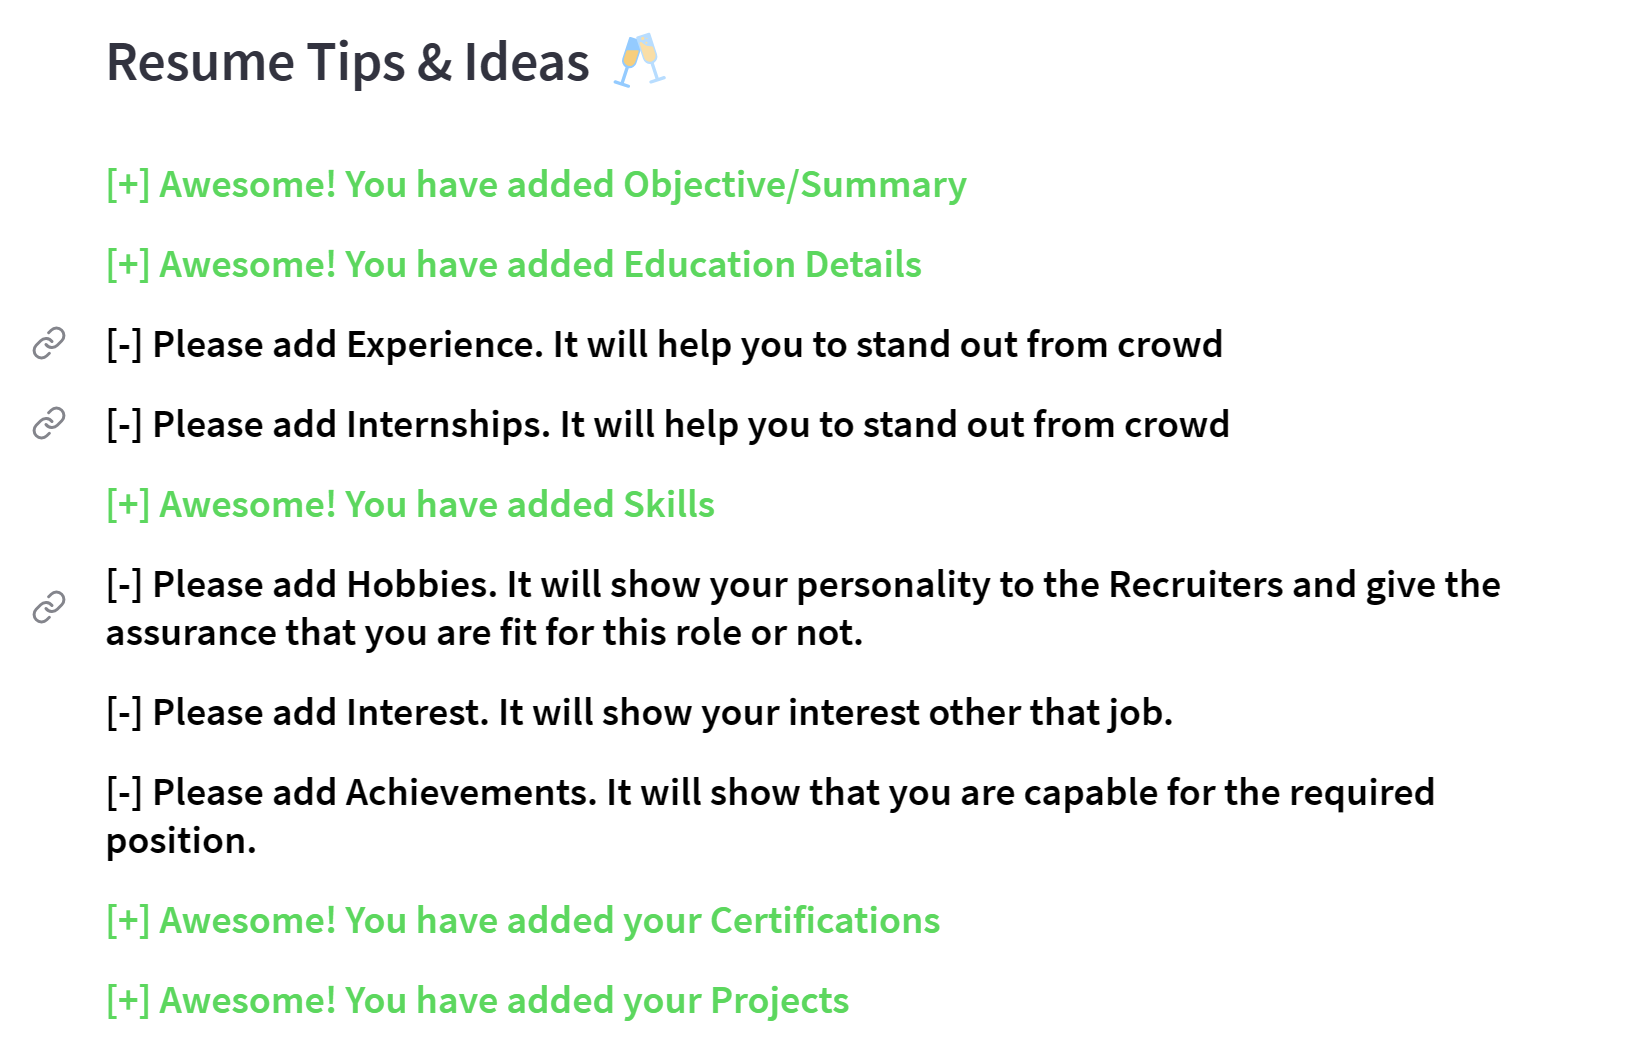 Resume Tips & Ideas 🥂
[+] Awesome! You have added Objective/Summary
[+] Awesome! You have added Education Details
[-] Please add Experience. It will help you to stand out from crowd
[-] Please add Internships. It will help you to stand out from crowd
[+] Awesome! You have added Skills
[-] Please add Hobbies. It will show your personality to the Recruiters and give the
assurance that you are fit for this role or not.
[-] Please add Interest. It will show your interest other that job.
[-] Please add Achievements. It will show that you are capable for the required
position.
[+] Awesome! You have added your Certifications
[+] Awesome! You have added your Projects